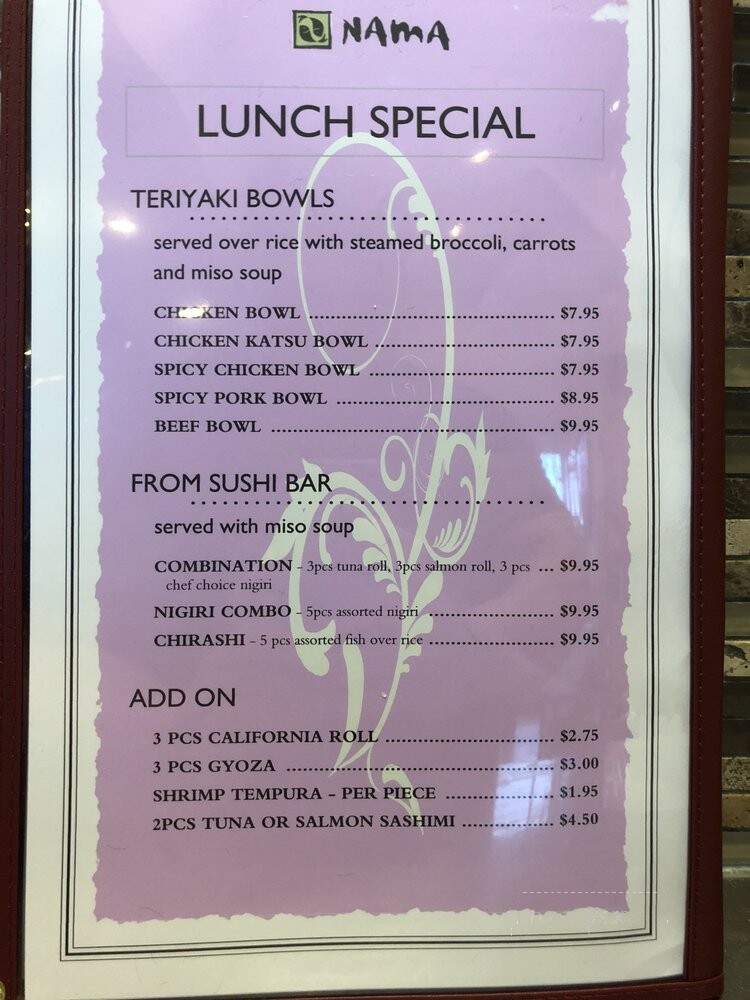 NAMA
LUNCH SPECIAL
TERIYAKI BOWLS
served over rice with steamed broccoli, carrots
and miso soup
CHICKEN BOWL ........ $7.95
CHICKEN KATSU BOWL ........ $7.95
SPICY CHICKEN BOWL ........ $7.95
SPICY PORK BOWL ........ $8.95
BEEF BOWL ........ $9.95
FROM SUSHI BAR
served with miso soup
COMBINATION - 3pcs tuna roll, 3pcs salmon roll, 3 pcs ... $9.95
chef choice nigiri
NIGIRI COMBO - 5pcs assorted nigiri ........ $9.95
CHIRASHI - 5 pcs assorted fish over rice ........ $9.95
ADD ON
3 PCS CALIFORNIA ROLL ........ $2.75
3 PCS GYOZA ........ $3.00
SHRIMP TEMPURA - PER PIECE ........ $1.95
2PCS TUNA OR SALMON SASHIMI ........ $4.50